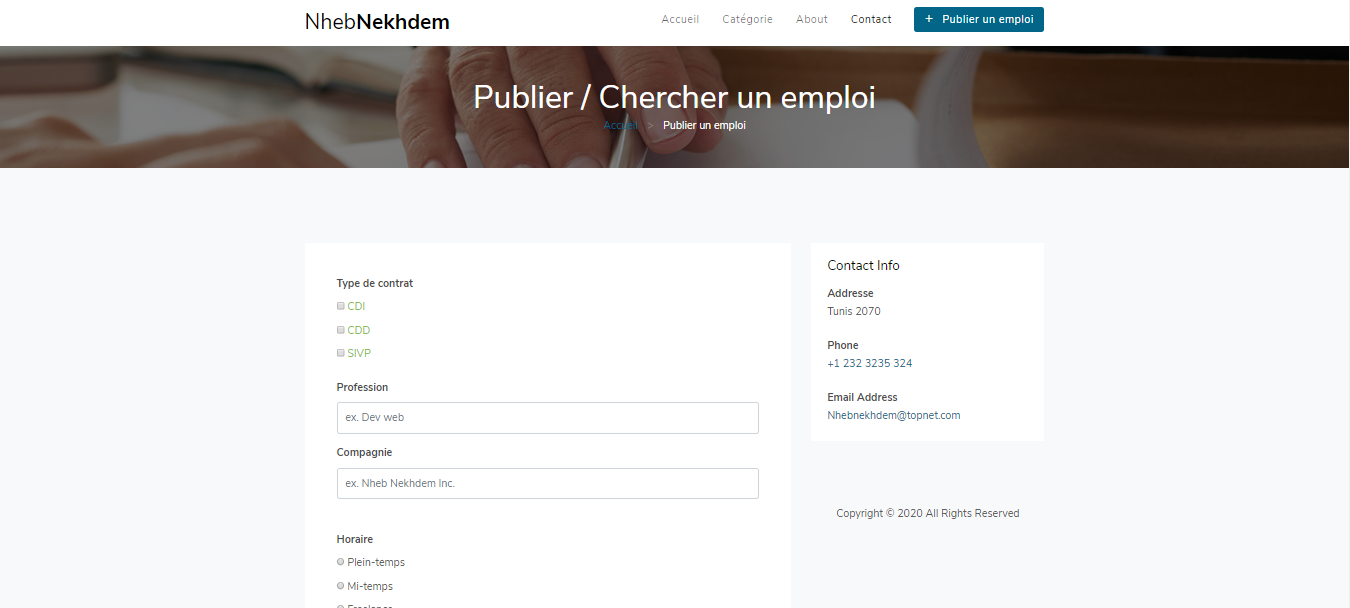 NhebNekhdem
Accueil Catégorie About Contact + Publier un emploi
Publier / Chercher un emploi
Accueil > Publier un emploi
Type de contrat
CDI
CDD
SIVP
Profession
ex. Dev web
Compagnie
ex. Nheb Nekhdem Inc.
Horaire
Plein-temps
Mi-temps
Freelance
Contact Info
Addresse
Tunis 2070
Phone
+1 232 3235 324
Email Address
Nhebnekhdem@topnet.com
Copyright © 2020 All Rights Reserved